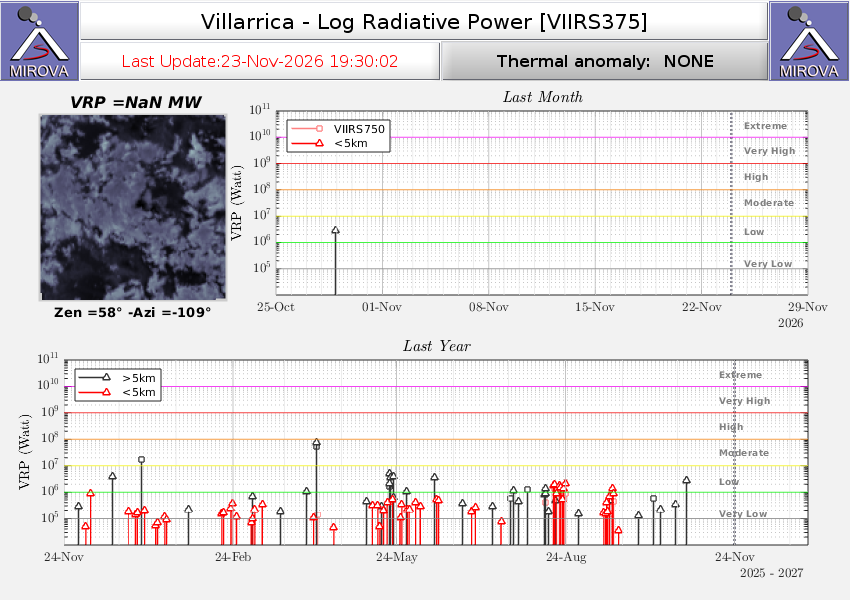 Villarrica - Log Radiative Power [VIIRS375]
MIROVA
Last Update:23-Nov-2026 19:30:02
Thermal anomaly: NONE
MIROVA
VRP =NaN MW
Zen =58° -Azi =-109°
Last Month
VRP (Watt)
10^11
10^10
10^9
10^8
10^7
10^6
10^5
VIIRS750
<5km
Extreme
Very High
High
Moderate
Low
Very Low
25-Oct
01-Nov
08-Nov
15-Nov
22-Nov
29-Nov
2026
Last Year
VRP (Watt)
10^11
10^10
10^9
10^8
10^7
10^6
10^5
>5km
<5km
Extreme
Very High
High
Moderate
Low
Very Low
24-Nov
24-Feb
24-May
24-Aug
24-Nov
2025 - 2027